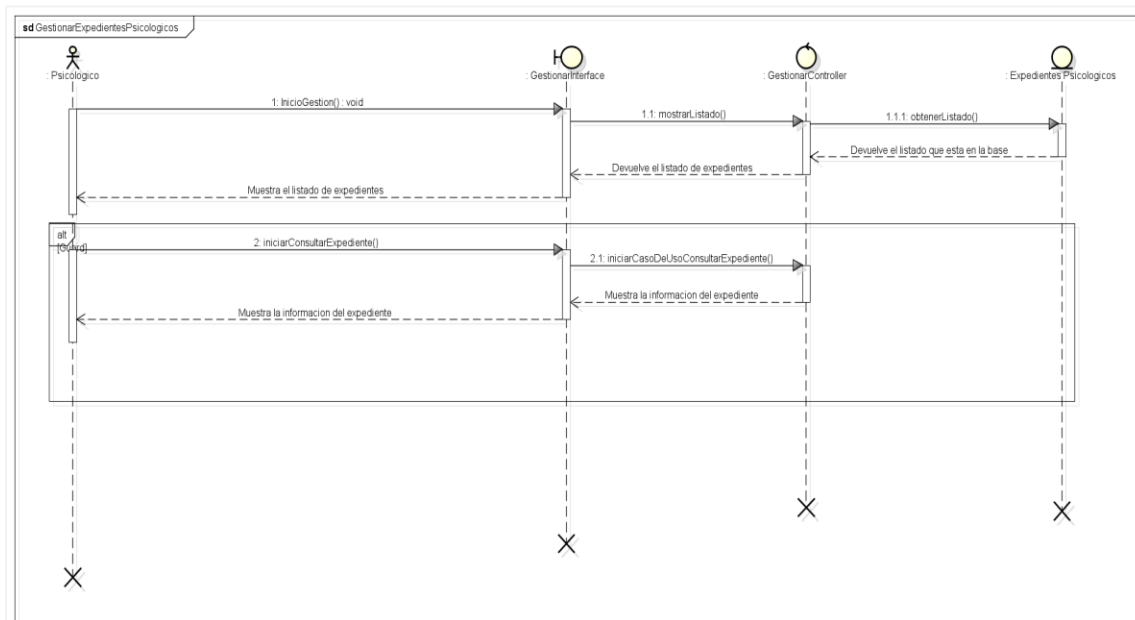 sd GestionarExpedientesPsicologicos
: Psicologico
: GestionarInterface
: GestionarController
: Expedientes Psicologicos
1: InicioGestion() : void
1.1: mostrarListado()
1.1.1: obtenerListado()
Devuelve el listado que esta en la base
Devuelve el listado de expedientes
Muestra el listado de expedientes
alt
[Guard]
2: iniciarConsultarExpediente()
2.1: iniciarCasoDeUsoConsultarExpediente()
Muestra la informacion del expediente
Muestra la informacion del expediente